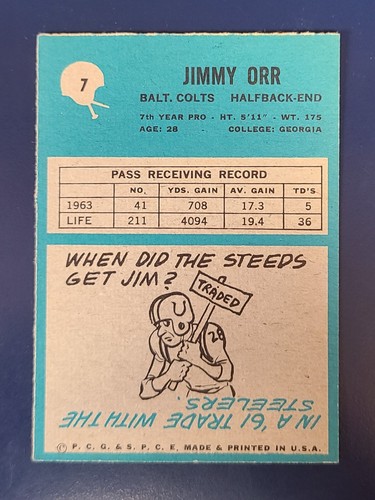 7
JIMMY ORR
BALT. COLTS HALFBACK-END
7th YEAR PRO - HT. 5'11" - WT. 175
AGE: 28 - COLLEGE: GEORGIA
PASS RECEIVING RECORD
NO. YDS. GAIN AV. GAIN TD'S
1963 41 708 17.3 5
LIFE 211 4094 19.4 36
WHEN DID THE STEEDS
GET JIM?
TRADED
28
IN A '61 TRADE WITH THE
STEELERS.
© P. C. G. & S. P. C. E, MADE & PRINTED IN U.S.A.